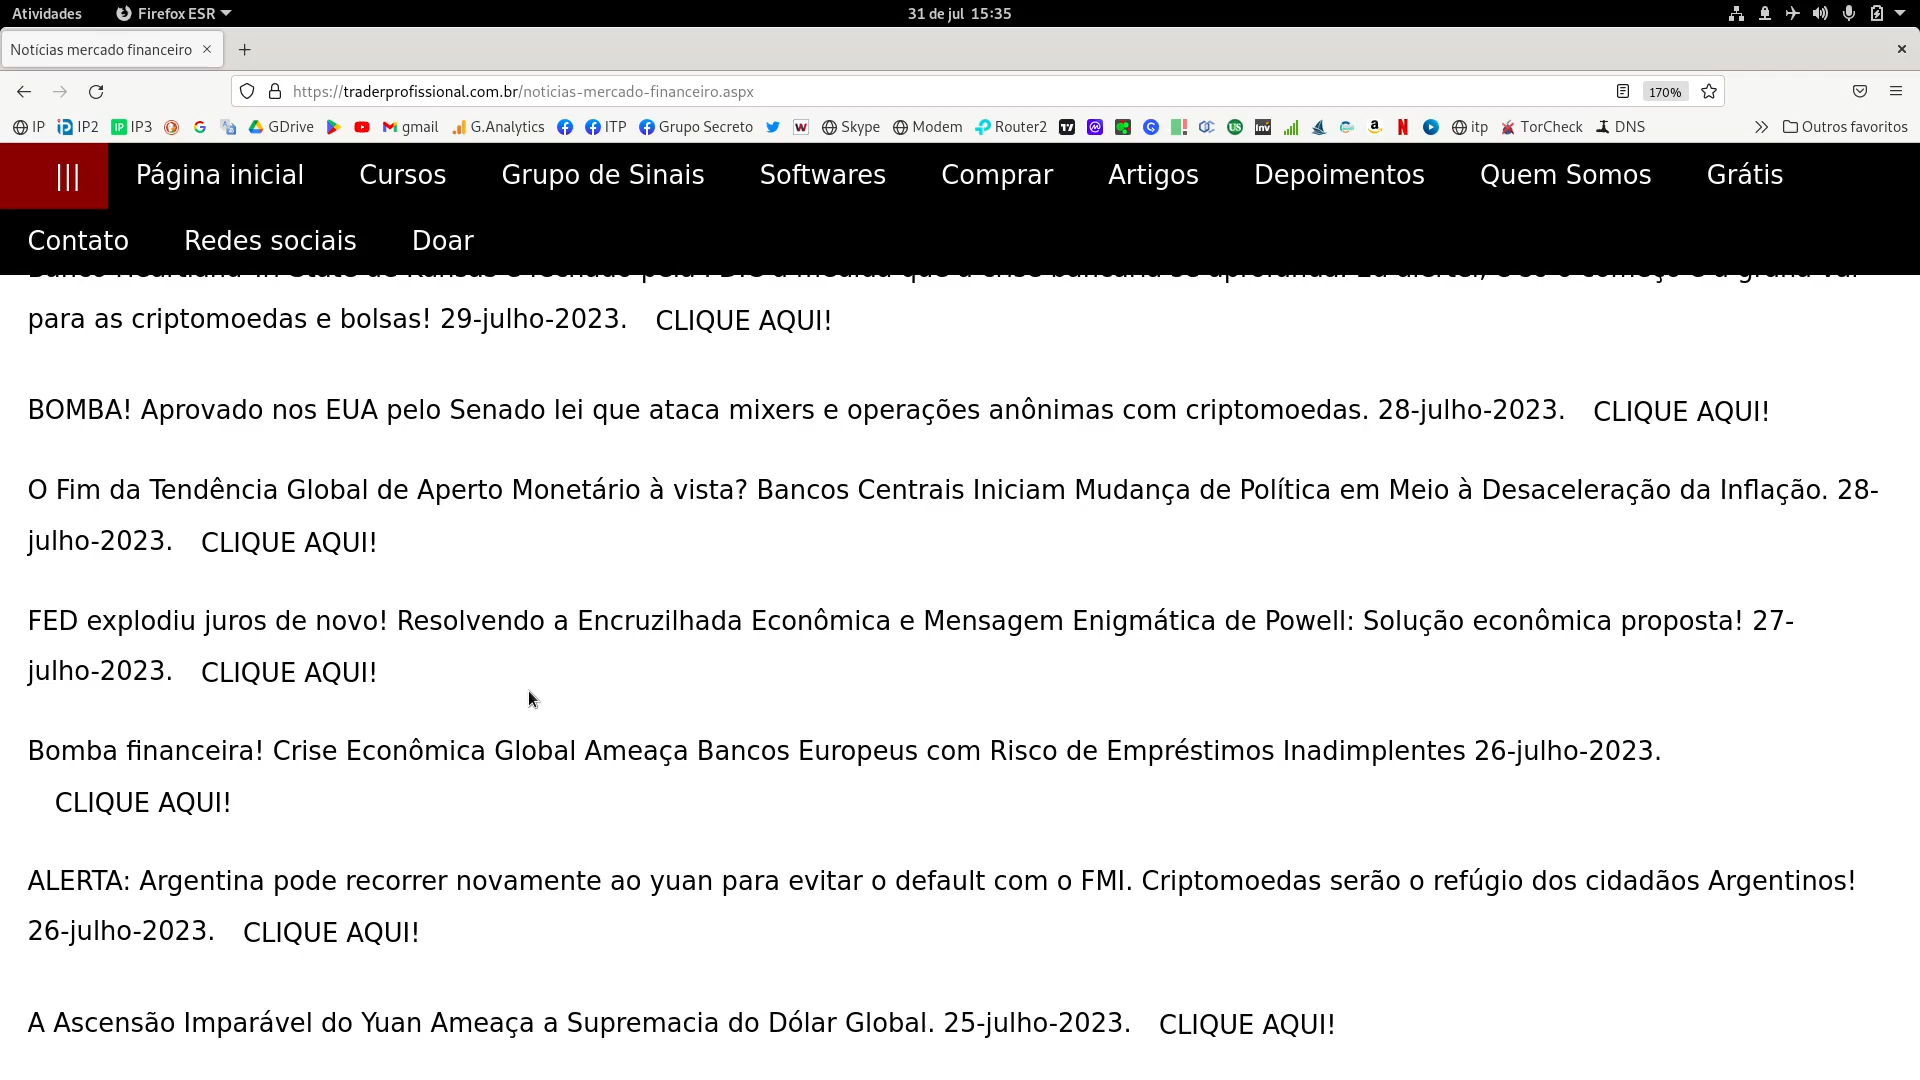 Atividades Firefox ESR 31 de jul 15:35
Notícias mercado financeiro
https://traderprofissional.com.br/noticias-mercado-financeiro.aspx 170%
IP IP2 IP3 GDrive gmail G.Analytics ITP Grupo Secreto Skype Modem Router2 itp TorCheck DNS Outros favoritos
||| Página inicial Cursos Grupo de Sinais Softwares Comprar Artigos Depoimentos Quem Somos Grátis
Contato Redes sociais Doar
para as criptomoedas e bolsas! 29-julho-2023. CLIQUE AQUI!
BOMBA! Aprovado nos EUA pelo Senado lei que ataca mixers e operações anônimas com criptomoedas. 28-julho-2023. CLIQUE AQUI!
O Fim da Tendência Global de Aperto Monetário à vista? Bancos Centrais Iniciam Mudança de Política em Meio à Desaceleração da Inflação. 28-
julho-2023. CLIQUE AQUI!
FED explodiu juros de novo! Resolvendo a Encruzilhada Econômica e Mensagem Enigmática de Powell: Solução econômica proposta! 27-
julho-2023. CLIQUE AQUI!
Bomba financeira! Crise Econômica Global Ameaça Bancos Europeus com Risco de Empréstimos Inadimplentes 26-julho-2023.
CLIQUE AQUI!
ALERTA: Argentina pode recorrer novamente ao yuan para evitar o default com o FMI. Criptomoedas serão o refúgio dos cidadãos Argentinos!
26-julho-2023. CLIQUE AQUI!
A Ascensão Imparável do Yuan Ameaça a Supremacia do Dólar Global. 25-julho-2023. CLIQUE AQUI!